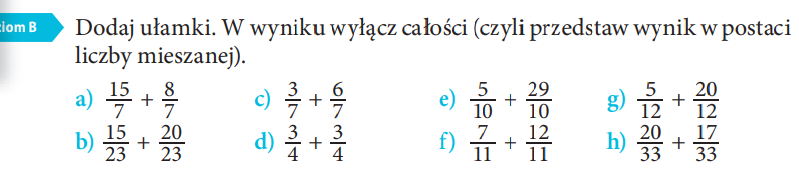 iom B Dodaj ułamki. W wyniku wyłącz całości (czyli przedstaw wynik w postaci
liczby mieszanej).
a) 15/7 + 8/7 c) 3/7 + 6/7 e) 5/10 + 29/10 g) 5/12 + 20/12
b) 15/23 + 20/23 d) 3/4 + 3/4 f) 7/11 + 12/11 h) 20/33 + 17/33